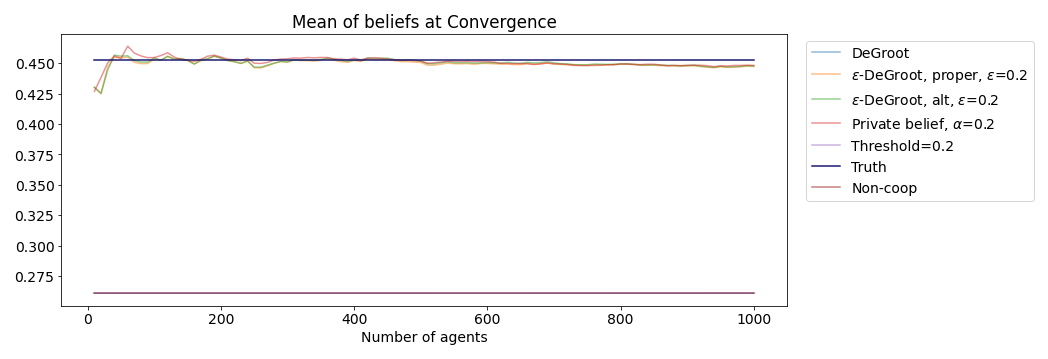 Mean of beliefs at Convergence
0.450
0.425
0.400
0.375
0.350
0.325
0.300
0.275
0
200
400
600
800
1000
Number of agents
DeGroot
ε-DeGroot, proper, ε=0.2
ε-DeGroot, alt, ε=0.2
Private belief, α=0.2
Threshold=0.2
Truth
Non-coop